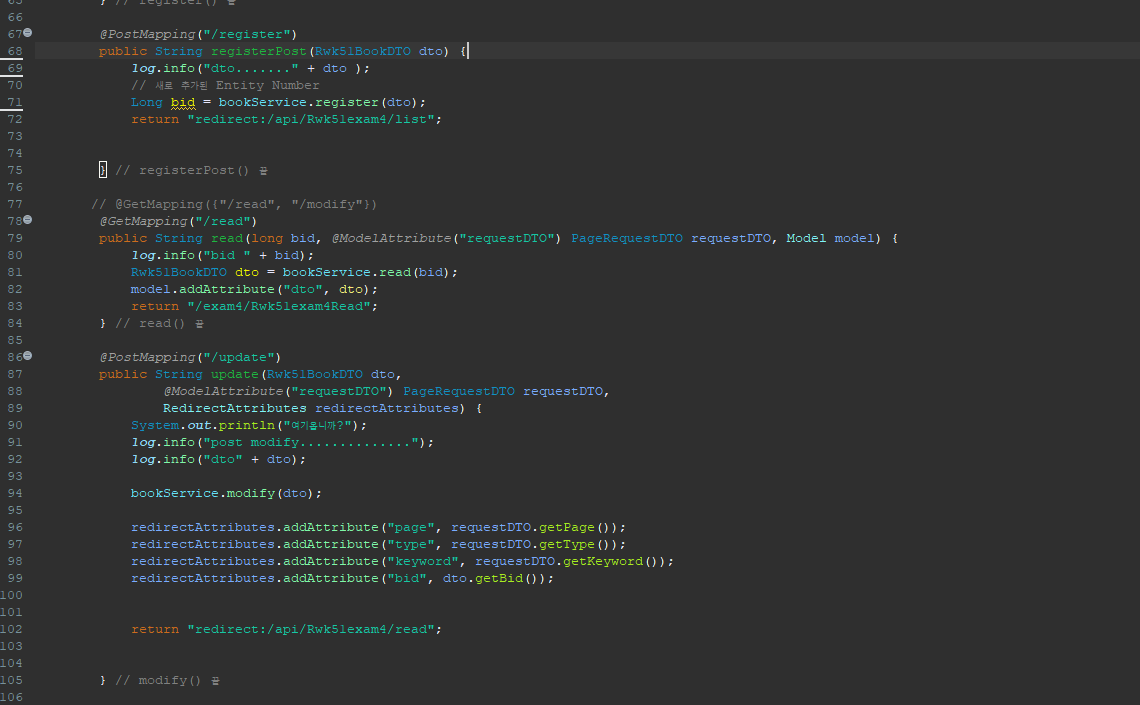 65 } // register() 끝
66
67 @PostMapping("/register")
68 public String registerPost(Rwk51BookDTO dto) {
69 log.info("dto......." + dto );
70 // 새로 추가된 Entity Number
71 Long bid = bookService.register(dto);
72 return "redirect:/api/Rwk51exam4/list";
73
74
75 } // registerPost() 끝
76
77 // @GetMapping({"/read", "/modify"})
78 @GetMapping("/read")
79 public String read(long bid, @ModelAttribute("requestDTO") PageRequestDTO requestDTO, Model model) {
80 log.info("bid " + bid);
81 Rwk51BookDTO dto = bookService.read(bid);
82 model.addAttribute("dto", dto);
83 return "/exam4/Rwk51exam4Read";
84 } // read() 끝
85
86 @PostMapping("/update")
87 public String update(Rwk51BookDTO dto,
88 @ModelAttribute("requestDTO") PageRequestDTO requestDTO,
89 RedirectAttributes redirectAttributes) {
90 System.out.println("여기옵니까?");
91 log.info("post modify..............");
92 log.info("dto" + dto);
93
94 bookService.modify(dto);
95
96 redirectAttributes.addAttribute("page", requestDTO.getPage());
97 redirectAttributes.addAttribute("type", requestDTO.getType());
98 redirectAttributes.addAttribute("keyword", requestDTO.getKeyword());
99 redirectAttributes.addAttribute("bid", dto.getBid());
100
101
102 return "redirect:/api/Rwk51exam4/read";
103
104
105 } // modify() 끝
106